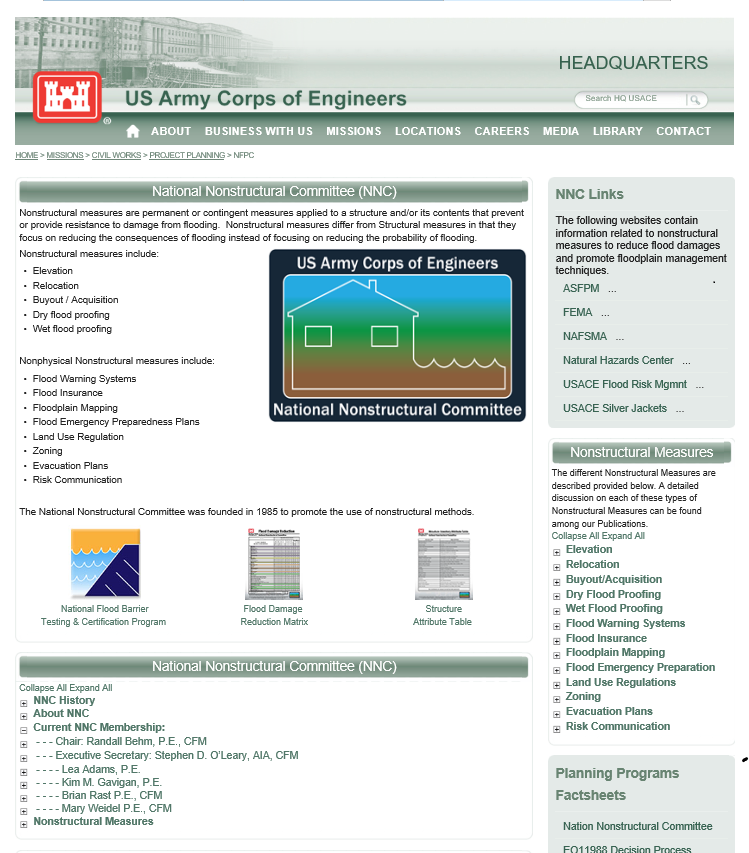 HEADQUARTERS
US Army Corps of Engineers
®
Search HQ USACE
ABOUT BUSINESS WITH US MISSIONS LOCATIONS CAREERS MEDIA LIBRARY CONTACT
HOME > MISSIONS > CIVIL WORKS > PROJECT PLANNING > NFPC
National Nonstructural Committee (NNC)
Nonstructural measures are permanent or contingent measures applied to a structure and/or its contents that prevent
or provide resistance to damage from flooding. Nonstructural measures differ from Structural measures in that they
focus on reducing the consequences of flooding instead of focusing on reducing the probability of flooding.
Nonstructural measures include:
• Elevation
• Relocation
• Buyout / Acquisition
• Dry flood proofing
• Wet flood proofing
US Army Corps of Engineers
National Nonstructural Committee
Nonphysical Nonstructural measures include:
• Flood Warning Systems
• Flood Insurance
• Floodplain Mapping
• Flood Emergency Preparedness Plans
• Land Use Regulation
• Zoning
• Evacuation Plans
• Risk Communication
The National Nonstructural Committee was founded in 1985 to promote the use of nonstructural methods.
National Flood Barrier
Testing & Certification Program
Flood Damage
Reduction Matrix
Structure
Attribute Table
National Nonstructural Committee (NNC)
Collapse All Expand All
NNC History
About NNC
Current NNC Membership:
- - - Chair: Randall Behm, P.E., CFM
- - - Executive Secretary: Stephen D. O'Leary, AIA, CFM
- - - - Lea Adams, P.E.
- - - - Kim M. Gavigan, P.E.
- - - - Brian Rast P.E., CFM
- - - - Mary Weidel P.E., CFM
Nonstructural Measures
NNC Links
The following websites contain
information related to nonstructural
measures to reduce flood damages
and promote floodplain management
techniques.
ASFPM ...
FEMA ...
NAFSMA ...
Natural Hazards Center ...
USACE Flood Risk Mgmnt ...
USACE Silver Jackets ...
Nonstructural Measures
The different Nonstructural Measures are
described provided below. A detailed
discussion on each of these types of
Nonstructural Measures can be found
among our Publications.
Collapse All Expand All
Elevation
Relocation
Buyout/Acquisition
Dry Flood Proofing
Wet Flood Proofing
Flood Warning Systems
Flood Insurance
Floodplain Mapping
Flood Emergency Preparation
Land Use Regulations
Zoning
Evacuation Plans
Risk Communication
Planning Programs
Factsheets
Nation Nonstructural Committee
EO11988 Decision Process